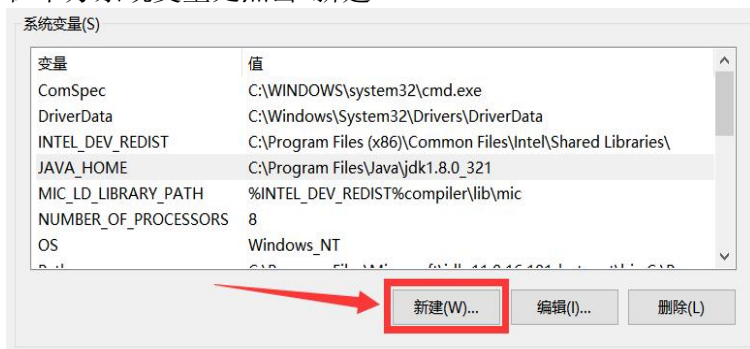 系统变量(S)
变量 值
ComSpec C:\WINDOWS\system32\cmd.exe
DriverData C:\Windows\System32\Drivers\DriverData
INTEL_DEV_REDIST C:\Program Files (x86)\Common Files\Intel\Shared Libraries\
JAVA_HOME C:\Program Files\Java\jdk1.8.0_321
MIC_LD_LIBRARY_PATH %INTEL_DEV_REDIST%compiler\lib\mic
NUMBER_OF_PROCESSORS 8
OS Windows_NT
新建(W)... 编辑(I)... 删除(L)